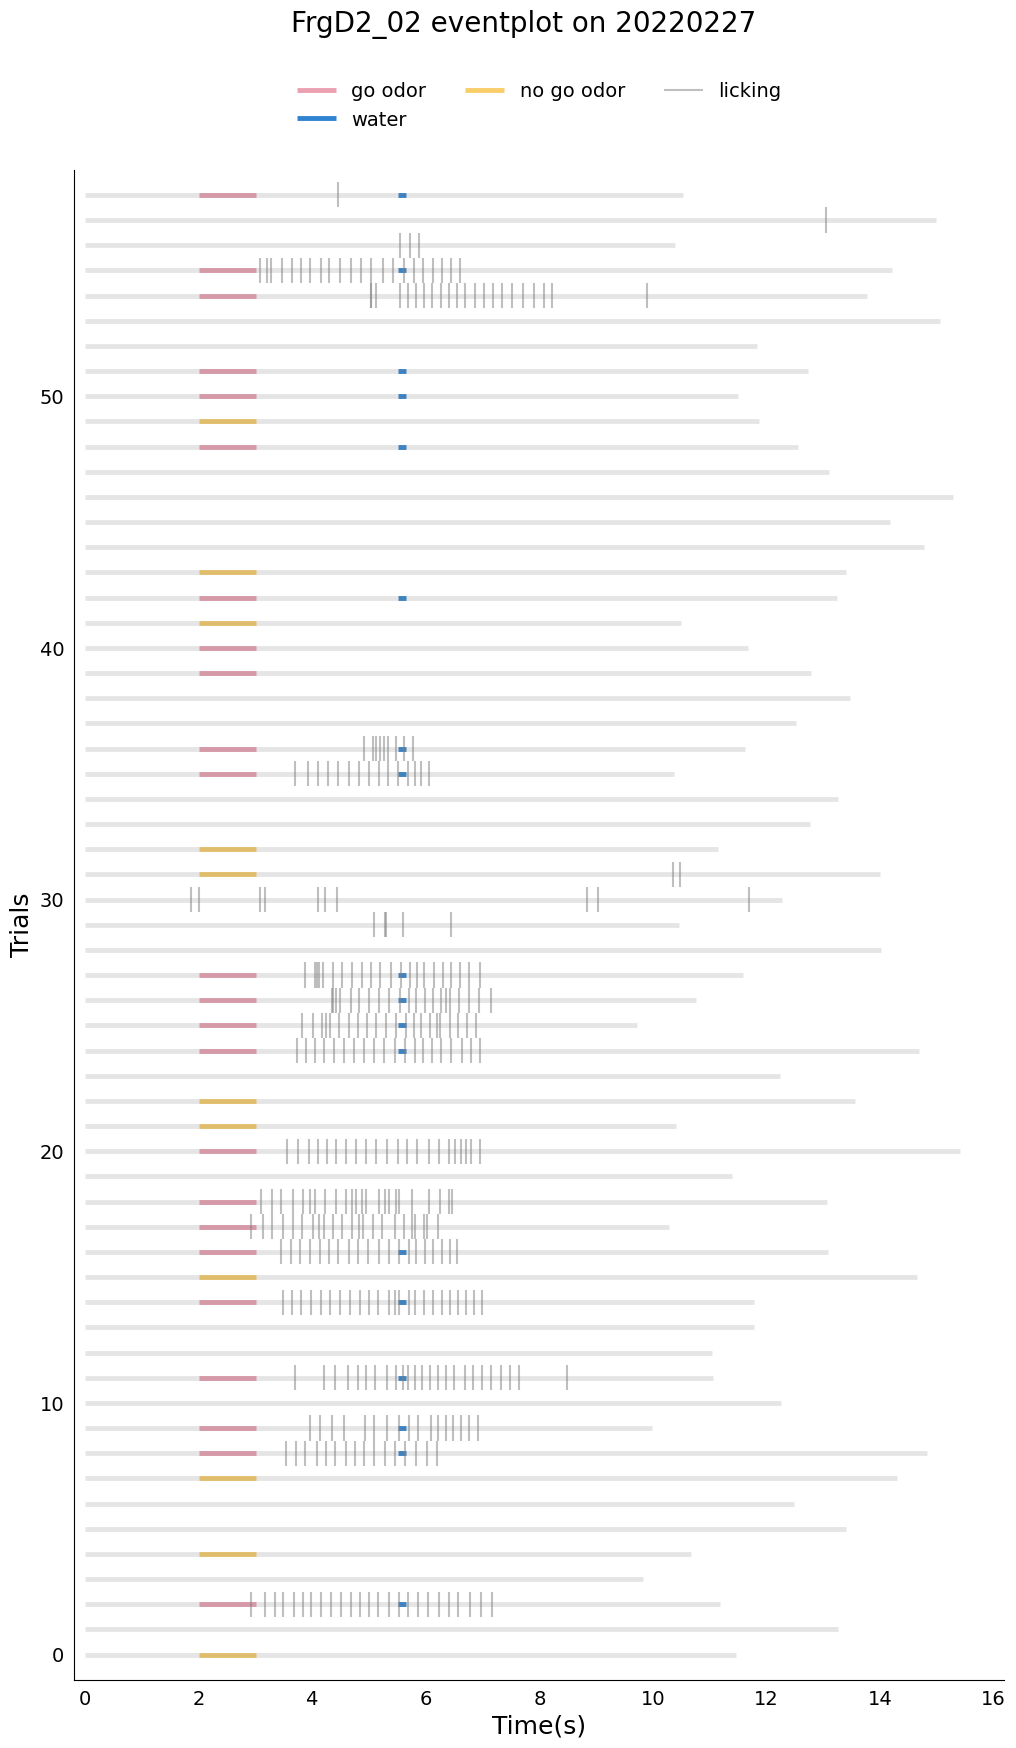 FrgD2_02 eventplot on 20220227
go odor
no go odor
licking
water
50
40
30
20
10
0
Trials
0 2 4 6 8 10 12 14 16
Time(s)